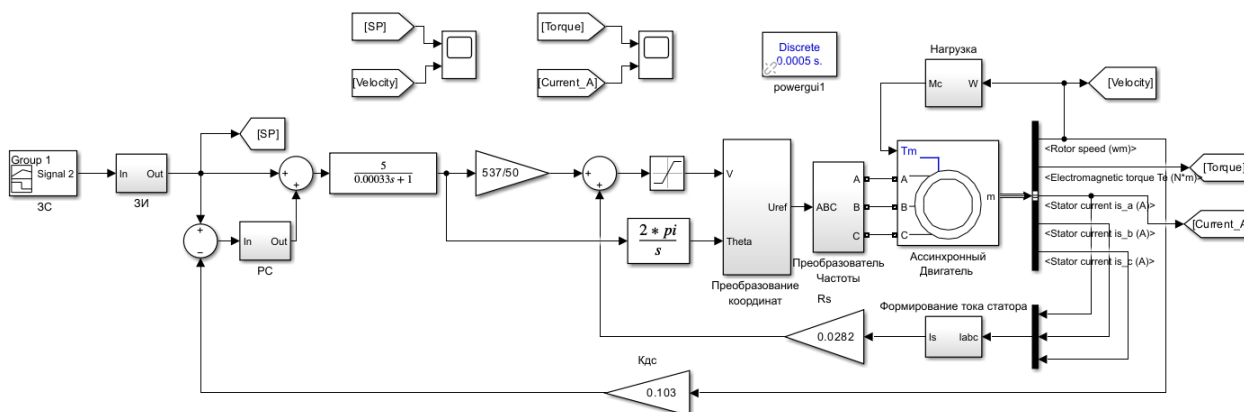 [SP]
[Velocity]
[Torque]
[Current_A]
Discrete
0.0005 s.
powergui1
Нагрузка
Mc
W
[Velocity]
Group 1
Signal 2
ЗС
In
Out
ЗИ
[SP]
+
+
5
0.00033s + 1
537/50
+
+
V
Theta
Uref
Преобразование
координат
2 * pi
s
ABC
A
B
C
Преобразователь
Частоты
Tm
A
B
C
m
Ассинхронный
Двигатель
<Rotor speed (wm)>
<Electromagnetic torque Te (N*m)>
<Stator current is_a (A)>
<Stator current is_b (A)>
<Stator current is_c (A)>
[Torque]
[Current_A
+
−
In
Out
РС
Rs
0.0282
Формирование тока статора
Is
Iabc
Кдс
0.103